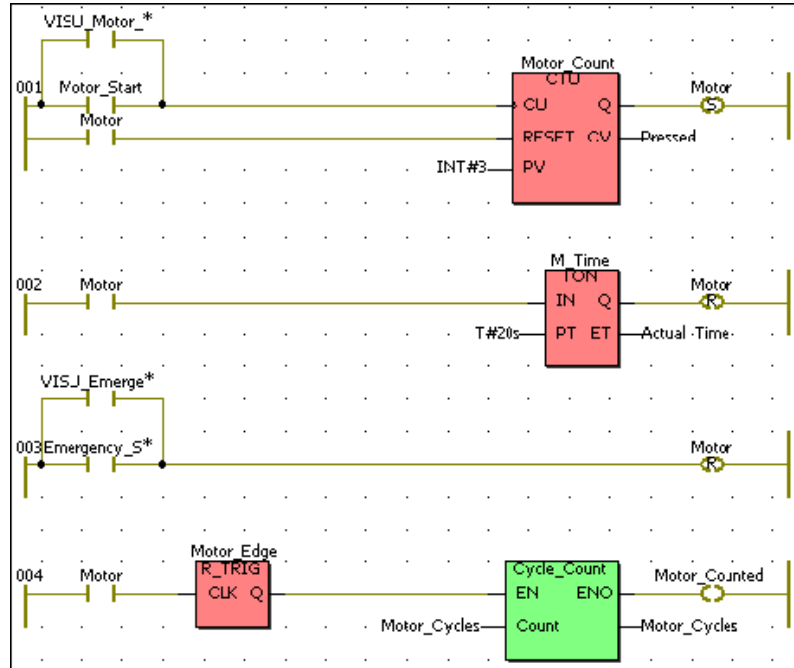 VISU_Motor_*
001 Motor_Start
Motor
Motor_Count
CTU
CU Q
RESET CV
PV
INT#3
Motor
S
Pressed
002 Motor
M_Time
TON
IN Q
PT ET
T#20s
Motor
R
Actual Time
VISU_Emerge*
003 Emergency_S*
Motor
R
004 Motor
Motor_Edge
R_TRIG
CLK Q
Cycle_Count
EN ENO
Count
Motor_Cycles
Motor_Counted
Motor_Cycles